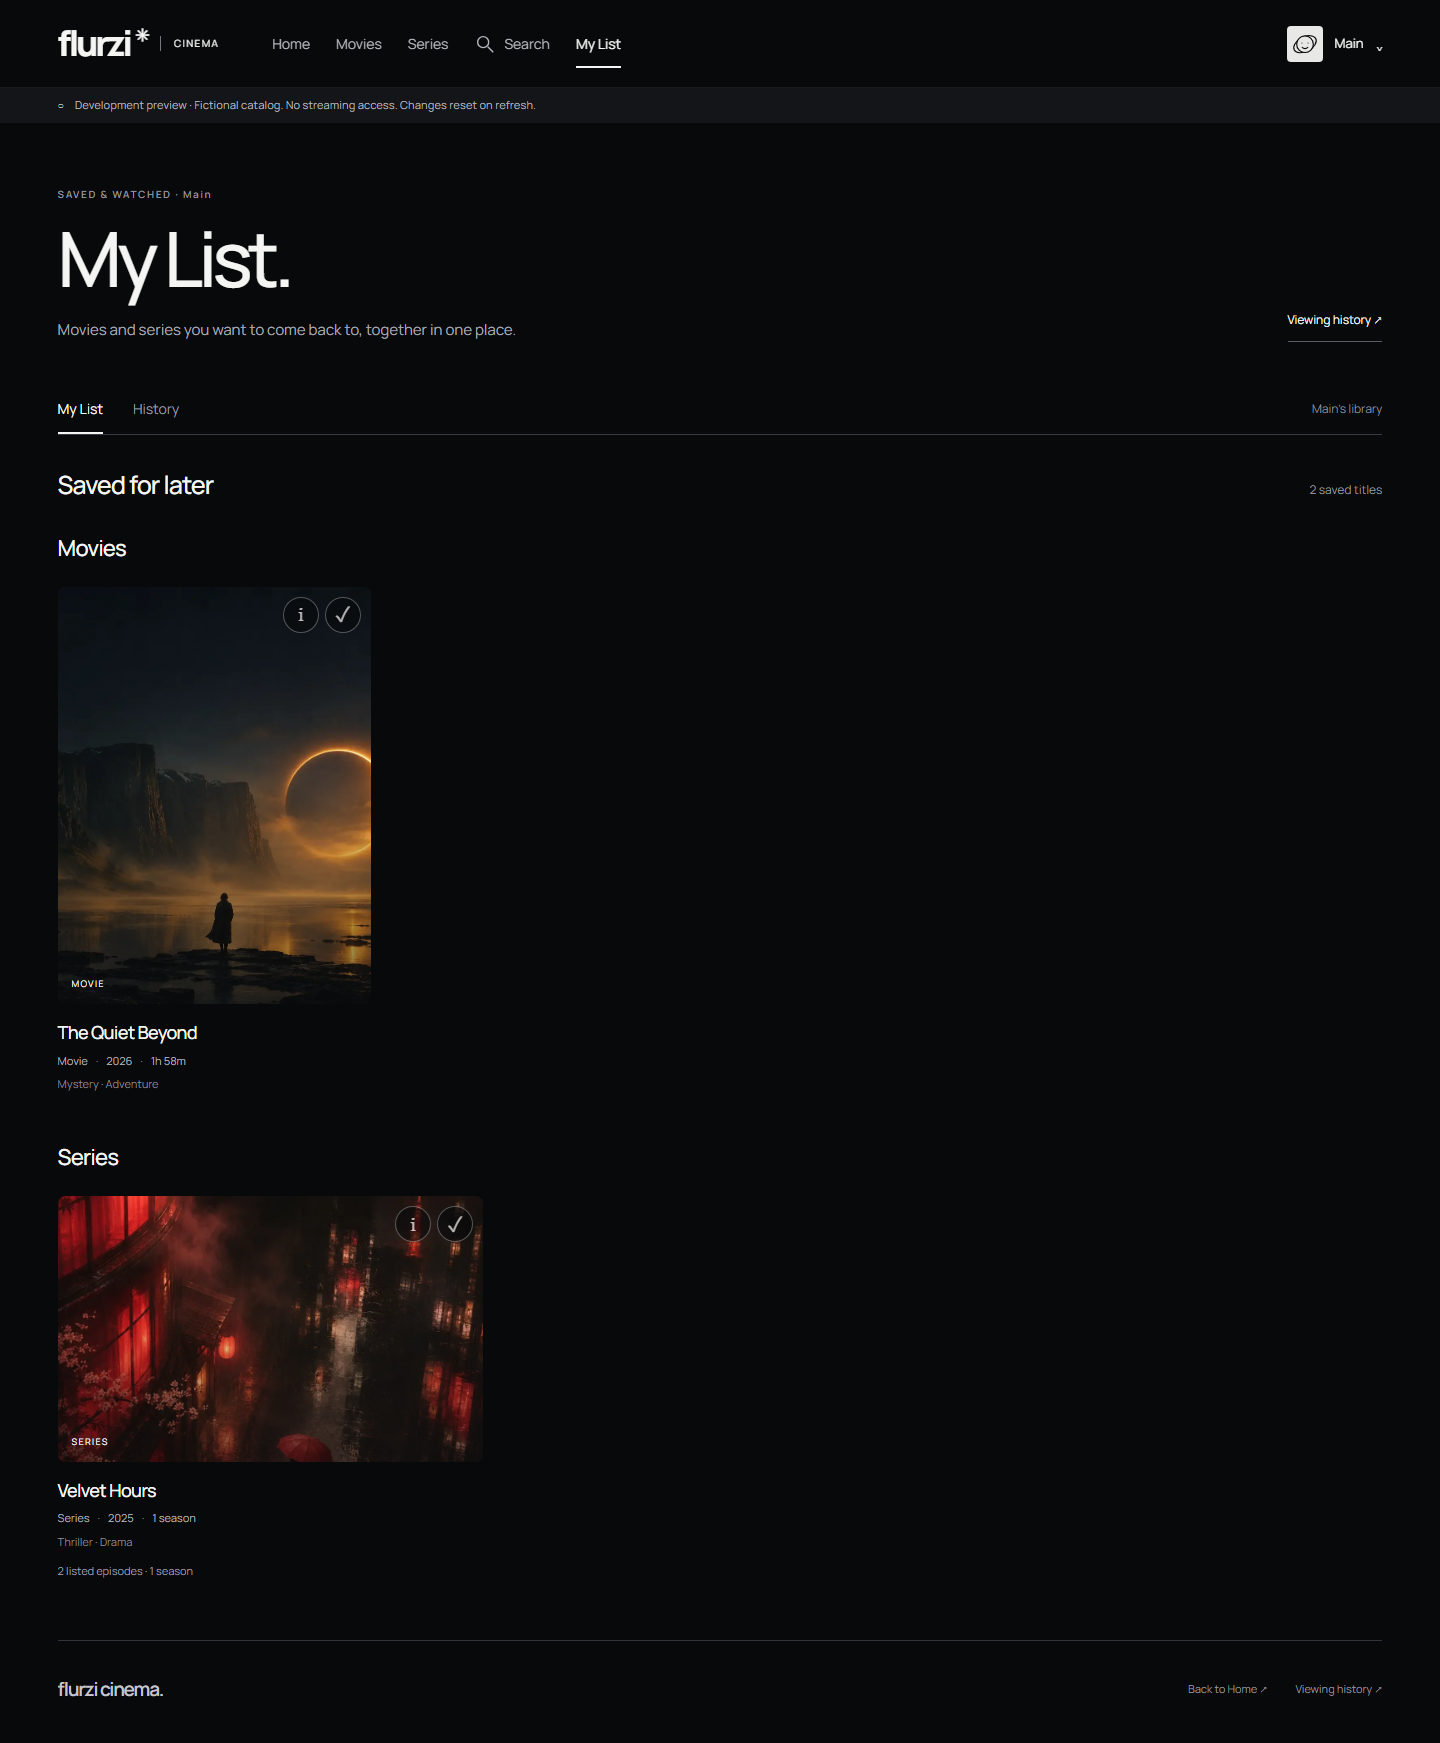 flurzi* | CINEMA Home Movies Series Search My List Main
Development preview · Fictional catalog. No streaming access. Changes reset on refresh.
SAVED & WATCHED · Main
My List.
Movies and series you want to come back to, together in one place.
Viewing history ↗
My List History Main's library
Saved for later 2 saved titles
Movies
i ✓
MOVIE
The Quiet Beyond
Movie · 2026 · 1h 58m
Mystery · Adventure
Series
i ✓
SERIES
Velvet Hours
Series · 2025 · 1 season
Thriller · Drama
2 listed episodes · 1 season
flurzi cinema. Back to Home ↗ Viewing history ↗